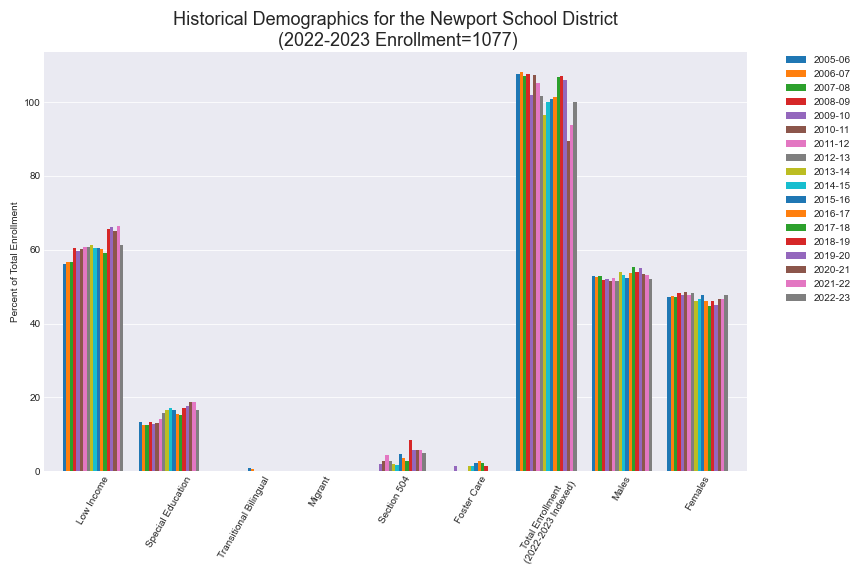 Historical Demographics for the Newport School District
(2022-2023 Enrollment=1077)
Percent of Total Enrollment
100
80
60
40
20
0
Low Income
Special Education
Transitional Bilingual
Migrant
Section 504
Foster Care
Total Enrollment
(2022-2023 Indexed)
Males
Females
2005-06
2006-07
2007-08
2008-09
2009-10
2010-11
2011-12
2012-13
2013-14
2014-15
2015-16
2016-17
2017-18
2018-19
2019-20
2020-21
2021-22
2022-23